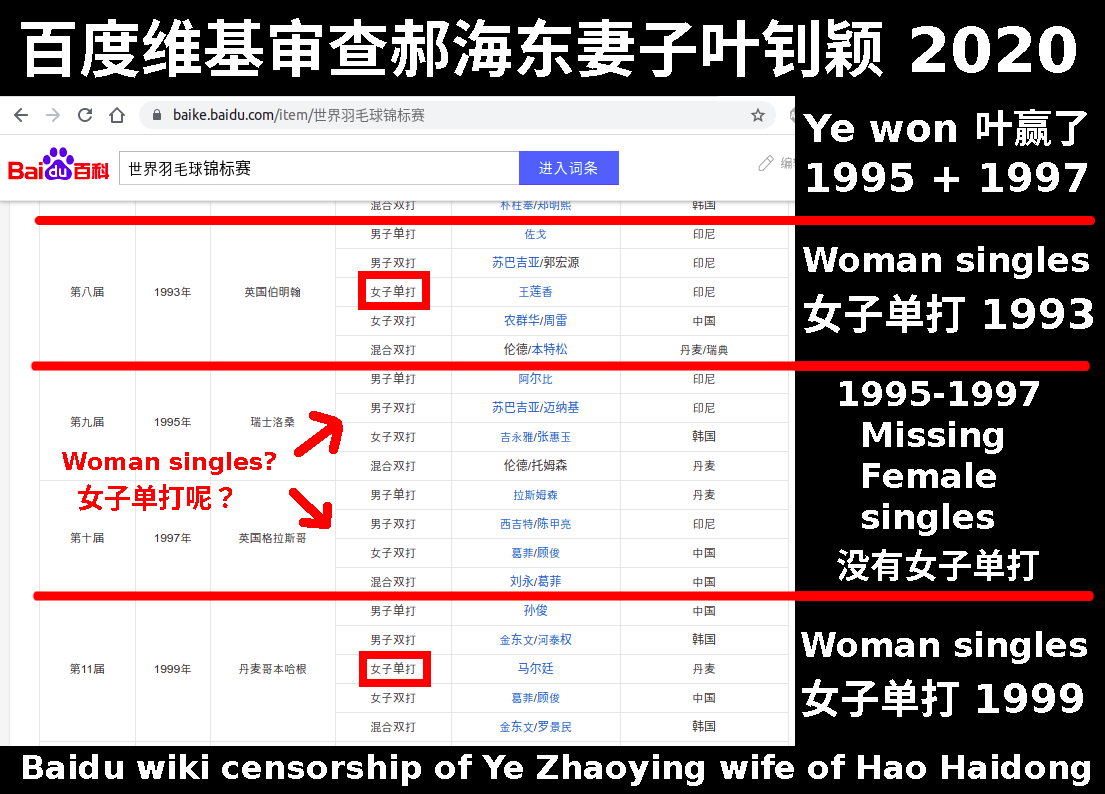 百度维基审查郝海东妻子叶钊颖 2020
baike.baidu.com/item/世界羽毛球锦标赛
Bai du 百科
世界羽毛球锦标赛
进入词条
Ye won 叶赢了
1995 + 1997
混合双打 朴柱奉/郑明熙 韩国
第八届 1993年 英国伯明翰
男子单打 佐戈 印尼
男子双打 苏巴吉亚/郭宏源 印尼
女子单打 王莲香 印尼
女子双打 农群华/周雷 中国
混合双打 伦德/本特松 丹麦/瑞典
Woman singles
女子单打 1993
第九届 1995年 瑞士洛桑
男子单打 阿尔比 印尼
男子双打 苏巴吉亚/迈纳基 印尼
女子双打 吉永雅/张惠玉 韩国
混合双打 伦德/托姆森 丹麦
Woman singles?
女子单打呢？
第十届 1997年 英国格拉斯哥
男子单打 拉斯姆森 丹麦
男子双打 西吉特/陈甲亮 印尼
女子双打 葛菲/顾俊 中国
混合双打 刘永/葛菲 中国
1995-1997
Missing
Female
singles
没有女子单打
第11届 1999年 丹麦哥本哈根
男子单打 孙俊 中国
男子双打 金东文/河泰权 韩国
女子单打 马尔廷 丹麦
女子双打 葛菲/顾俊 中国
混合双打 金东文/罗景民 韩国
Woman singles
女子单打 1999
Baidu wiki censorship of Ye Zhaoying wife of Hao Haidong